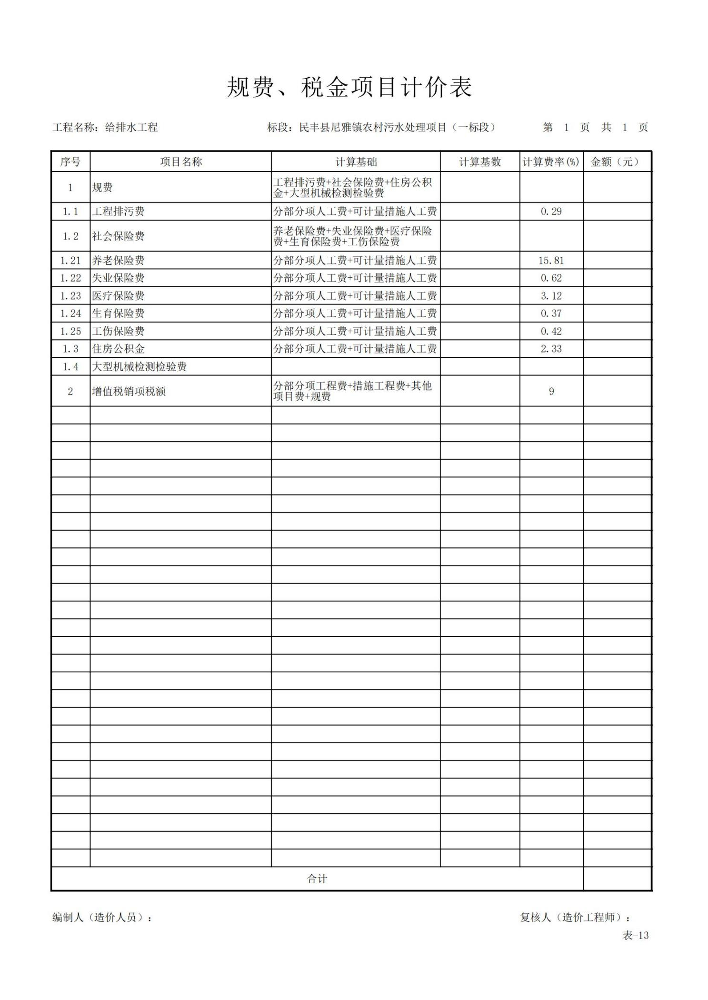 规费、税金项目计价表
工程名称：给排水工程 标段：民丰县尼雅镇农村污水处理项目（一标段） 第 1 页 共 1 页
序号 项目名称 计算基础 计算基数 计算费率(%) 金额（元）
1 规费 工程排污费+社会保险费+住房公积
金+大型机械检测检验费
1.1 工程排污费 分部分项人工费+可计量措施人工费 0.29
1.2 社会保险费 养老保险费+失业保险费+医疗保险
费+生育保险费+工伤保险费
1.21 养老保险费 分部分项人工费+可计量措施人工费 15.81
1.22 失业保险费 分部分项人工费+可计量措施人工费 0.62
1.23 医疗保险费 分部分项人工费+可计量措施人工费 3.12
1.24 生育保险费 分部分项人工费+可计量措施人工费 0.37
1.25 工伤保险费 分部分项人工费+可计量措施人工费 0.42
1.3 住房公积金 分部分项人工费+可计量措施人工费 2.33
1.4 大型机械检测检验费
2 增值税销项税额 分部分项工程费+措施工程费+其他
项目费+规费 9
合计
编制人（造价人员）： 复核人（造价工程师）：
表-13